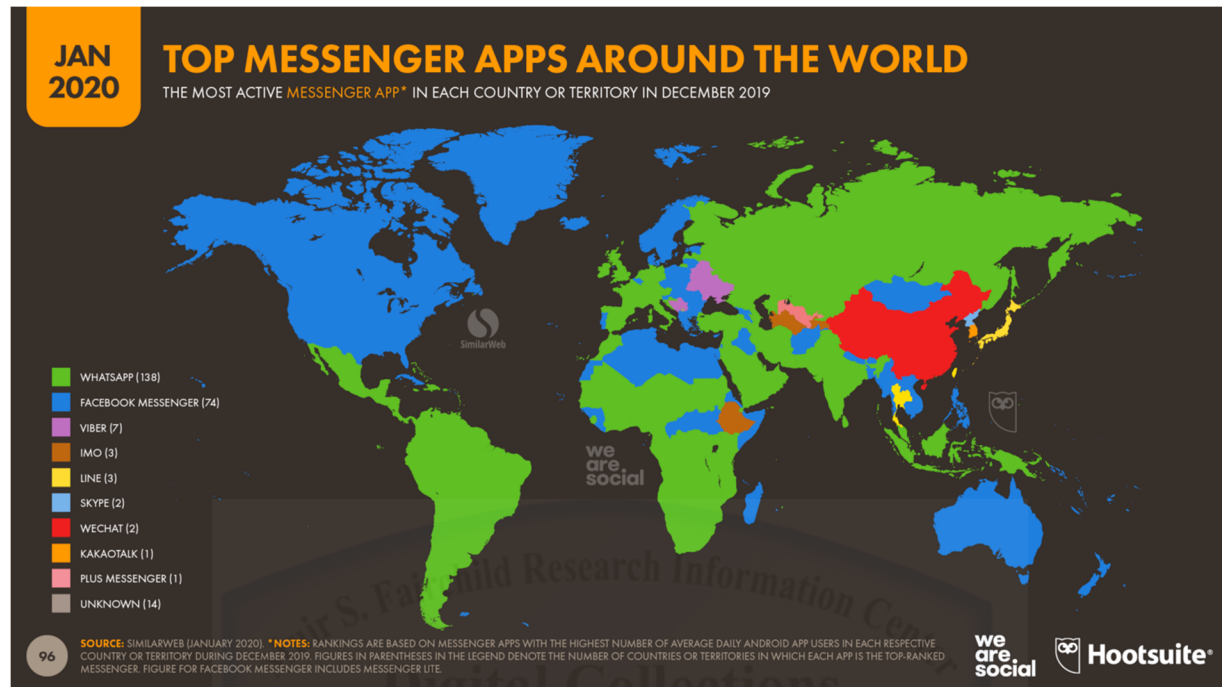 JAN
2020
TOP MESSENGER APPS AROUND THE WORLD
THE MOST ACTIVE MESSENGER APP* IN EACH COUNTRY OR TERRITORY IN DECEMBER 2019
SimilarWeb
WHATSAPP (138)
FACEBOOK MESSENGER (74)
VIBER (7)
IMO (3)
LINE (3)
SKYPE (2)
WECHAT (2)
KAKAOTALK (1)
PLUS MESSENGER (1)
UNKNOWN (14)
we
are
social
Fairchild Research Information
Digital Collections
96
SOURCE: SIMILARWEB (JANUARY 2020). *NOTES: RANKINGS ARE BASED ON MESSENGER APPS WITH THE HIGHEST NUMBER OF AVERAGE DAILY ANDROID APP USERS IN EACH RESPECTIVE
COUNTRY OR TERRITORY DURING DECEMBER 2019. FIGURES IN PARENTHESES IN THE LEGEND DENOTE THE NUMBER OF COUNTRIES OR TERRITORIES IN WHICH EACH APP IS THE TOP-RANKED
MESSENGER. FIGURE FOR FACEBOOK MESSENGER INCLUDES MESSENGER LITE.
we
are
social
Hootsuite®